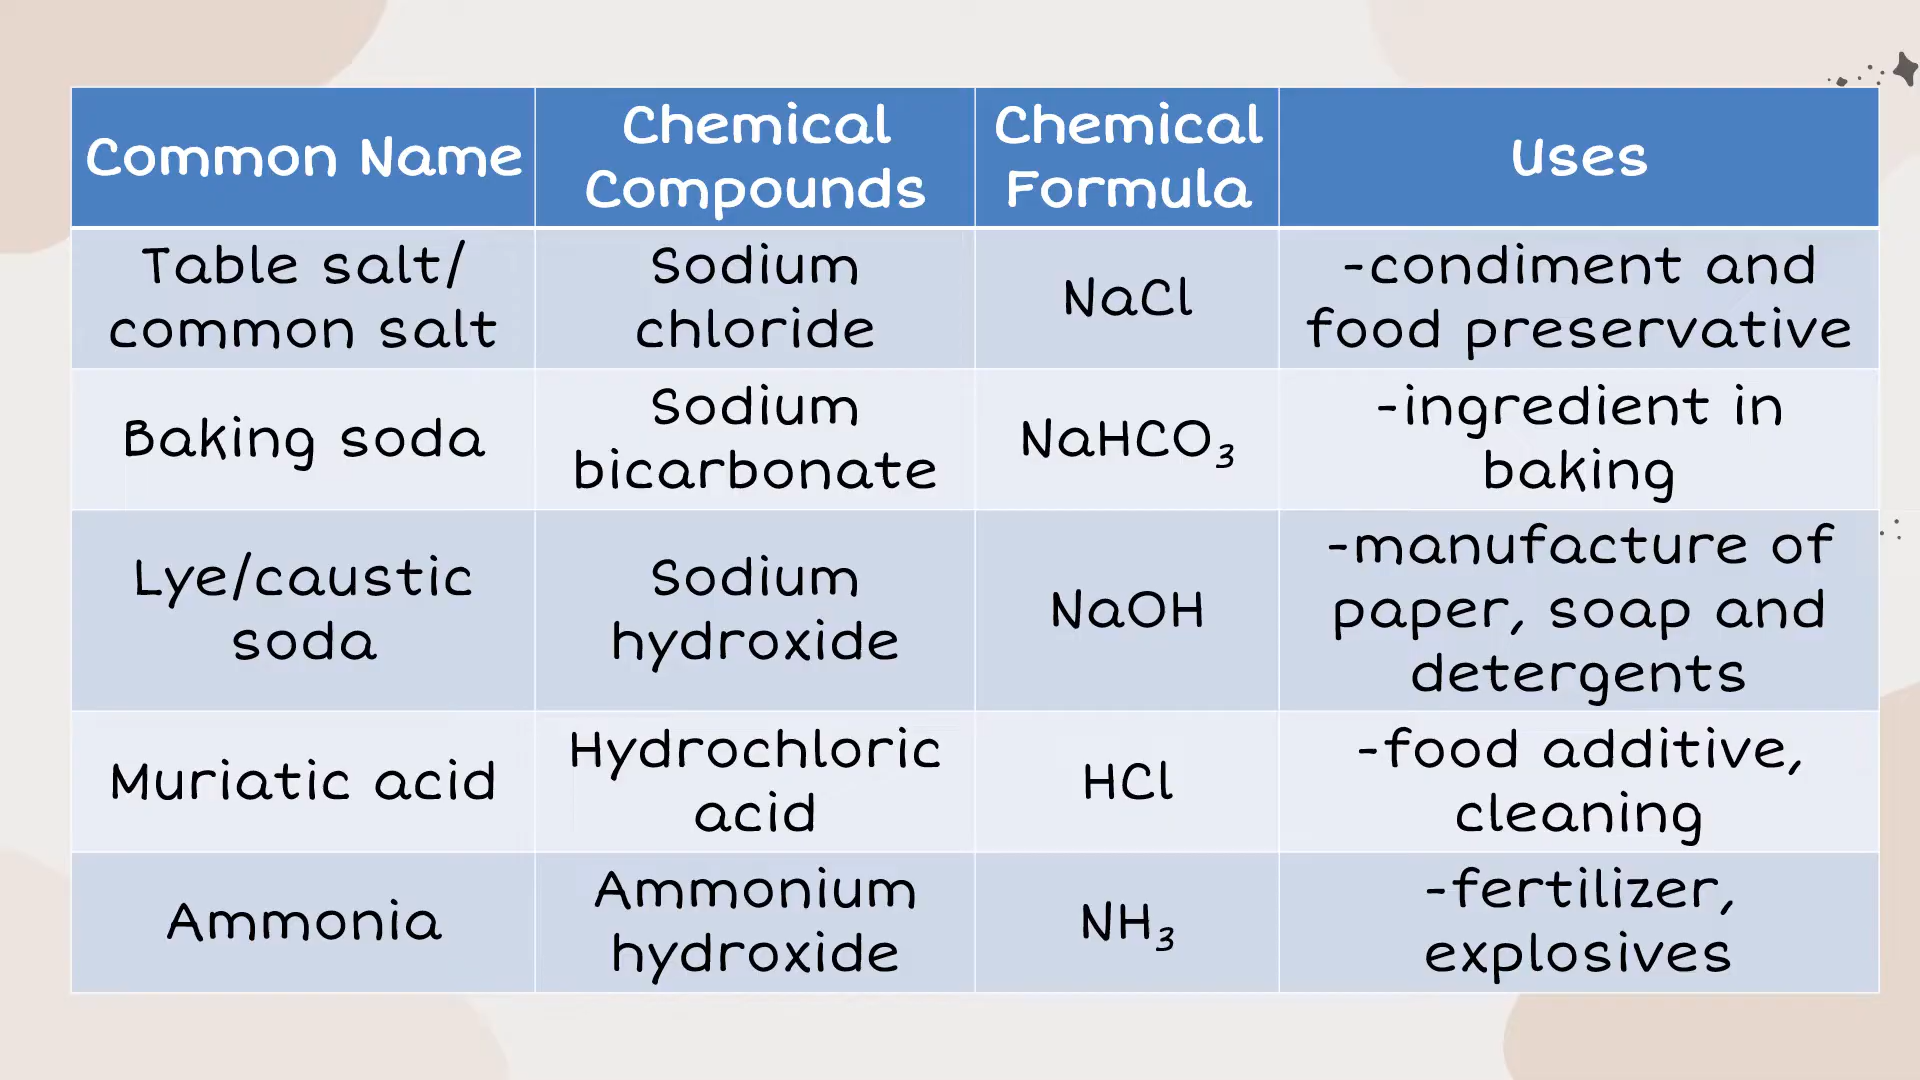 Common Name
Chemical
Compounds
Chemical
Formula
Uses
Table salt/
common salt
Sodium
chloride
NaCl
-condiment and
food preservative
Baking soda
Sodium
bicarbonate
NaHCO₃
-ingredient in
baking
Lye/caustic
soda
Sodium
hydroxide
NaOH
-manufacture of
paper, soap and
detergents
Muriatic acid
Hydrochloric
acid
HCl
-food additive,
cleaning
Ammonia
Ammonium
hydroxide
NH₃
-fertilizer,
explosives